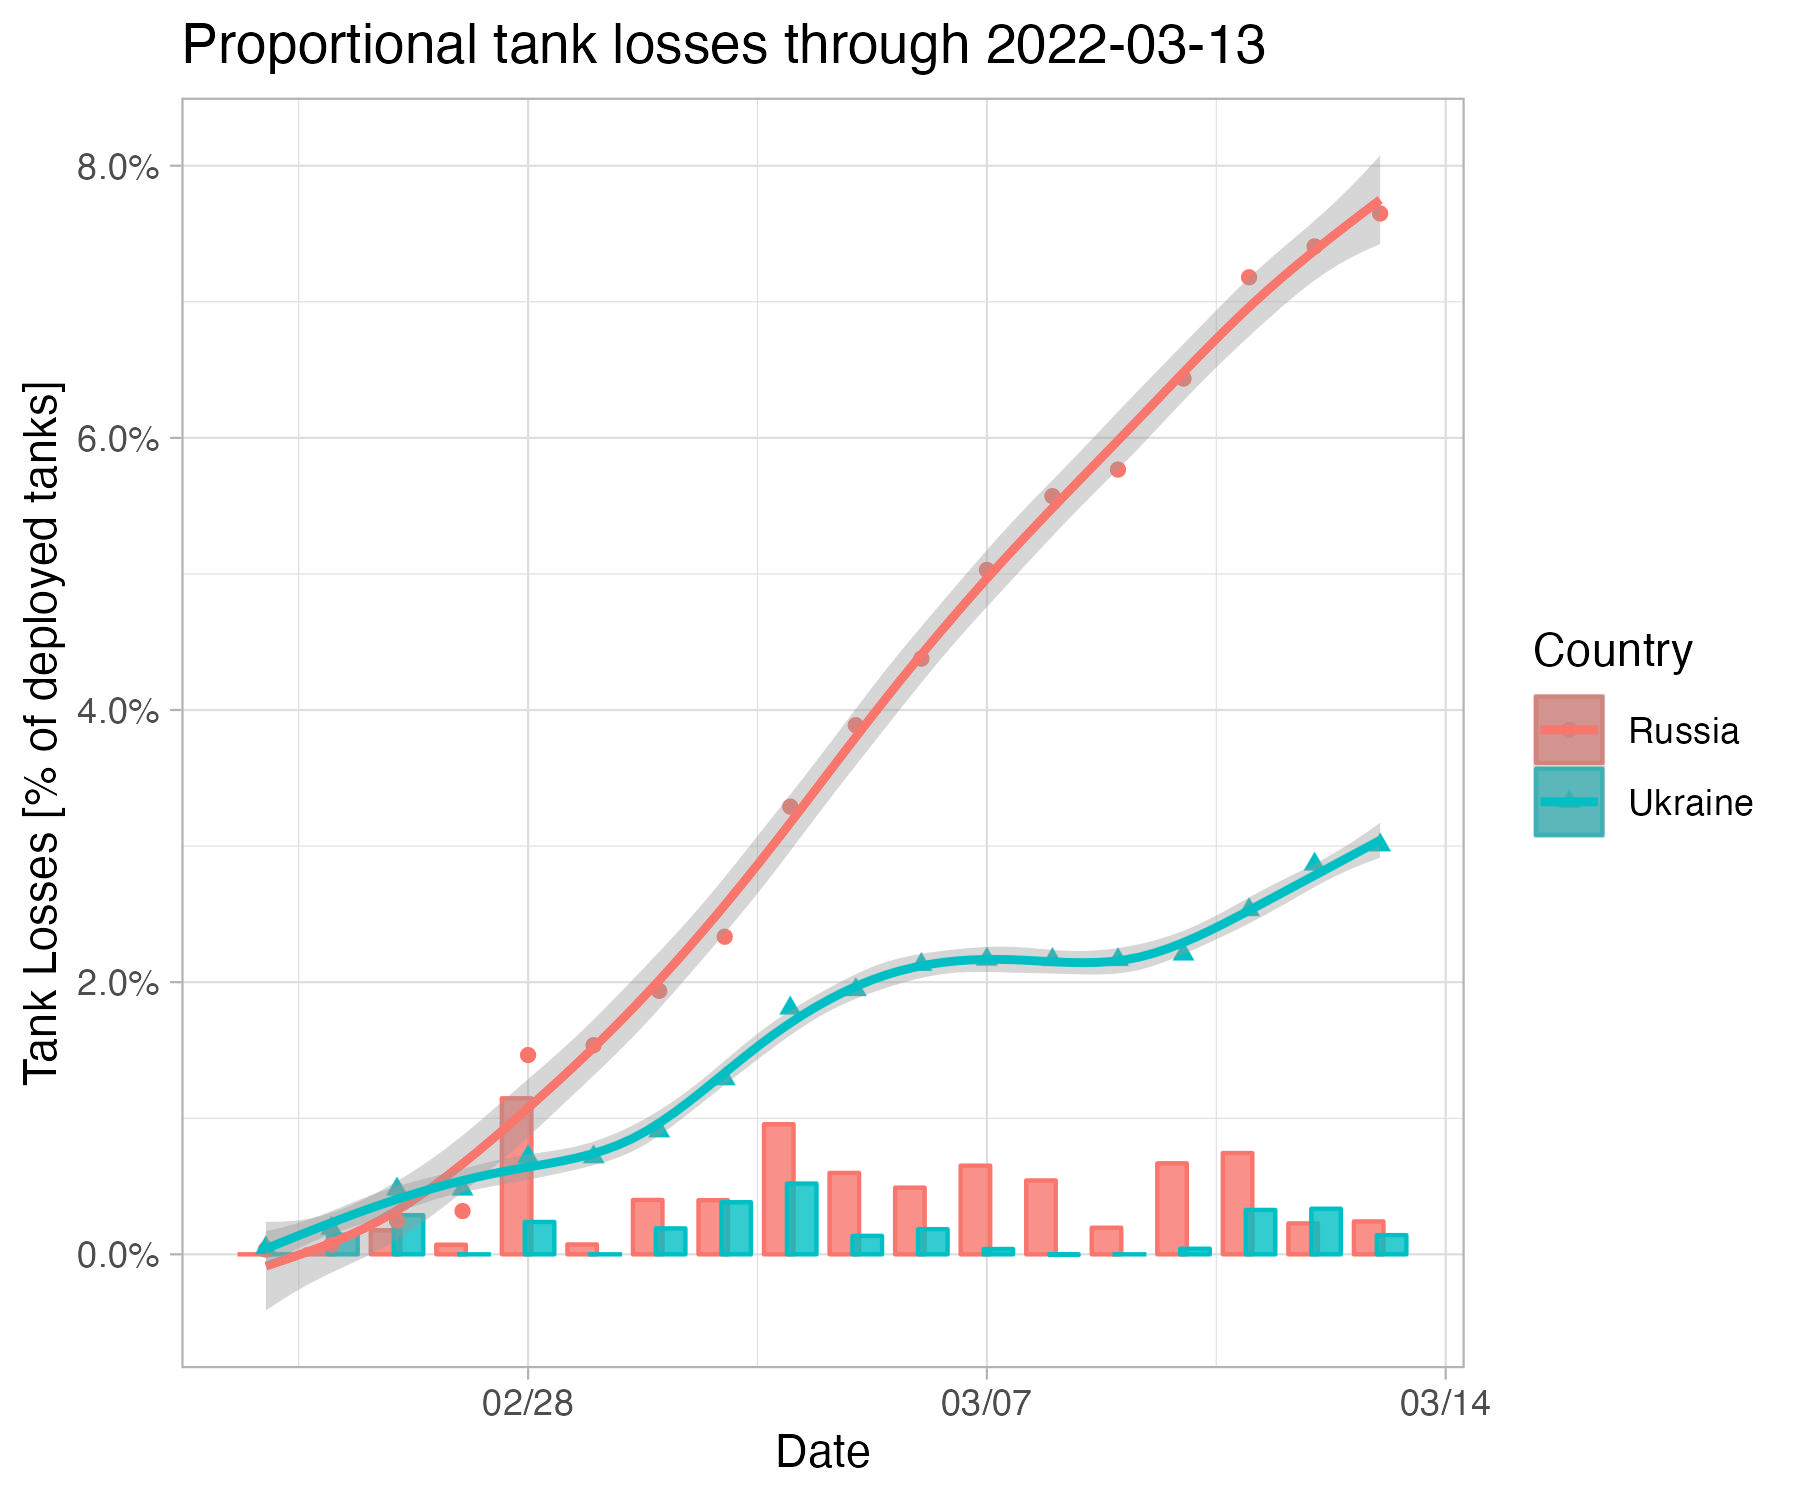 Proportional tank losses through 2022-03-13
Tank Losses [% of deployed tanks]
8.0%
6.0%
4.0%
2.0%
0.0%
02/28
03/07
03/14
Date
Country
Russia
Ukraine